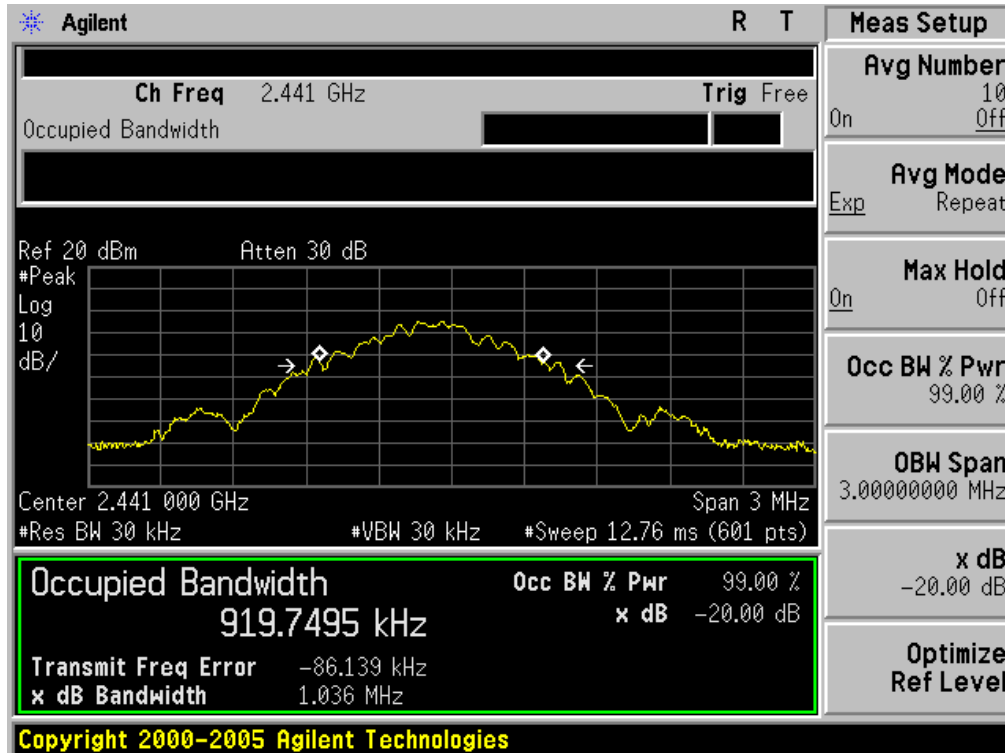 Agilent R T
Ch Freq 2.441 GHz Trig Free
Occupied Bandwidth
Ref 20 dBm Atten 30 dB
#Peak
Log
10
dB/
Center 2.441 000 GHz Span 3 MHz
#Res BW 30 kHz #VBW 30 kHz #Sweep 12.76 ms (601 pts)
Occupied Bandwidth Occ BW % Pwr 99.00 %
919.7495 kHz x dB -20.00 dB
Transmit Freq Error -86.139 kHz
x dB Bandwidth 1.036 MHz
Copyright 2000-2005 Agilent Technologies
Meas Setup
Avg Number
10
On Off
Avg Mode
Exp Repeat
Max Hold
On Off
Occ BW % Pwr
99.00 %
OBW Span
3.00000000 MHz
x dB
-20.00 dB
Optimize
Ref Level